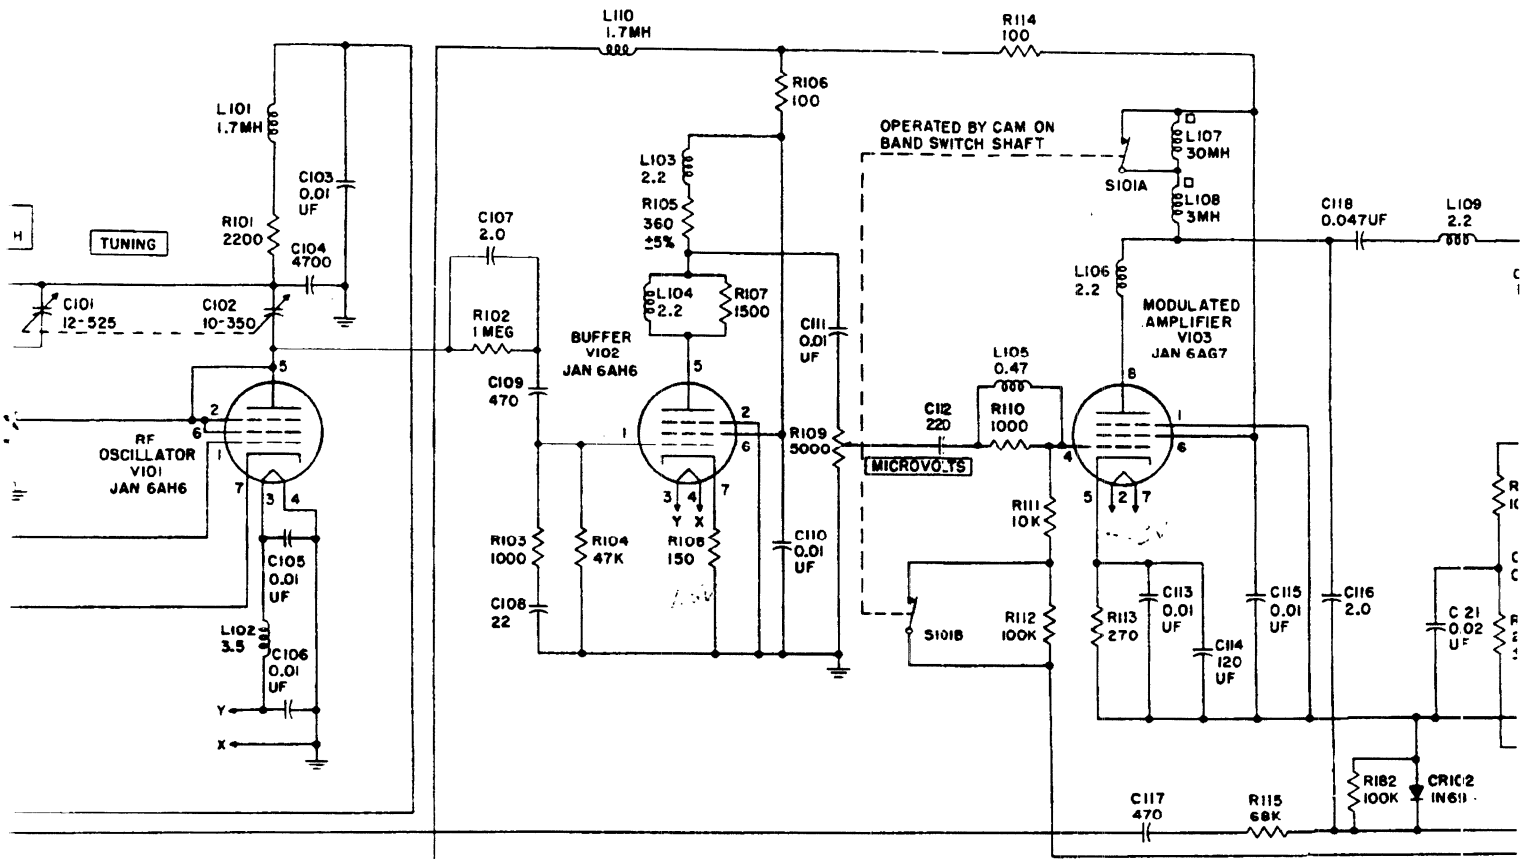 L110
1.7MH
R114
100
R106
100
L101
1.7MH
OPERATED BY CAM ON
BAND SWITCH SHAFT
L107
30MH
L103
2.2
C103
0.01
UF
S101A
R105
360
±5%
L108
3MH
C118
0.047UF
L109
2.2
R101
2200
C107
2.0
H
TUNING
C104
4700
L106
2.2
C101
12-525
C102
10-350
L104
2.2
R107
1500
MODULATED
AMPLIFIER
V103
JAN 6AG7
R102
1 MEG
BUFFER
V102
JAN 6AH6
C111
0.01
UF
L105
0.47
5
5
8
C109
470
2
6
1
2
6
1
R109
5000
C112
220
R110
1000
1
6
4
RF
OSCILLATOR
V101
JAN 6AH6
MICROVOLTS
7
3
4
3
4
7
Y
X
5
2
7
R111
10K
R103
1000
R104
47K
R108
150
C110
0.01
UF
C105
0.01
UF
C108
22
L102
3.5
C106
0.01
UF
S101B
R112
100K
R113
270
C113
0.01
UF
C114
120
UF
C115
0.01
UF
C116
2.0
C 21
0.02
UF
Y
X
R182
100K
CR102
1N69
C117
470
R115
68K